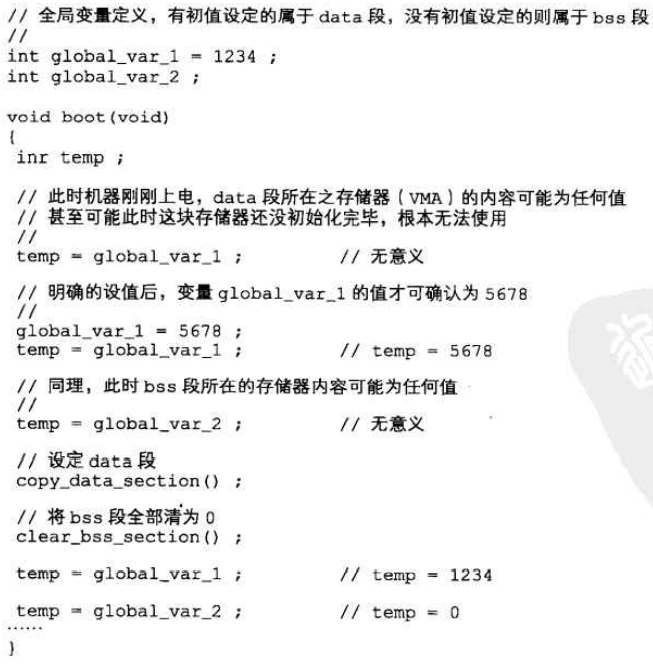 // 全局变量定义，有初值设定的属于 data 段，没有初值设定的则属于 bss 段
//
int global_var_1 = 1234 ;
int global_var_2 ;
void boot(void)
{
inr temp ;
// 此时机器刚刚上电，data 段所在之存储器（VMA）的内容可能为任何值
// 甚至可能此时这块存储器还没初始化完毕，根本无法使用
//
temp = global_var_1 ; // 无意义
// 明确的设值后，变量 global_var_1 的值才可确认为 5678
//
global_var_1 = 5678 ;
temp = global_var_1 ; // temp = 5678
// 同理，此时 bss 段所在的存储器内容可能为任何值
//
temp = global_var_2 ; // 无意义
// 设定 data 段
copy_data_section() ;
// 将 bss 段全部清为 0
clear_bss_section() ;
temp = global_var_1 ; // temp = 1234
temp = global_var_2 ; // temp = 0
……
}